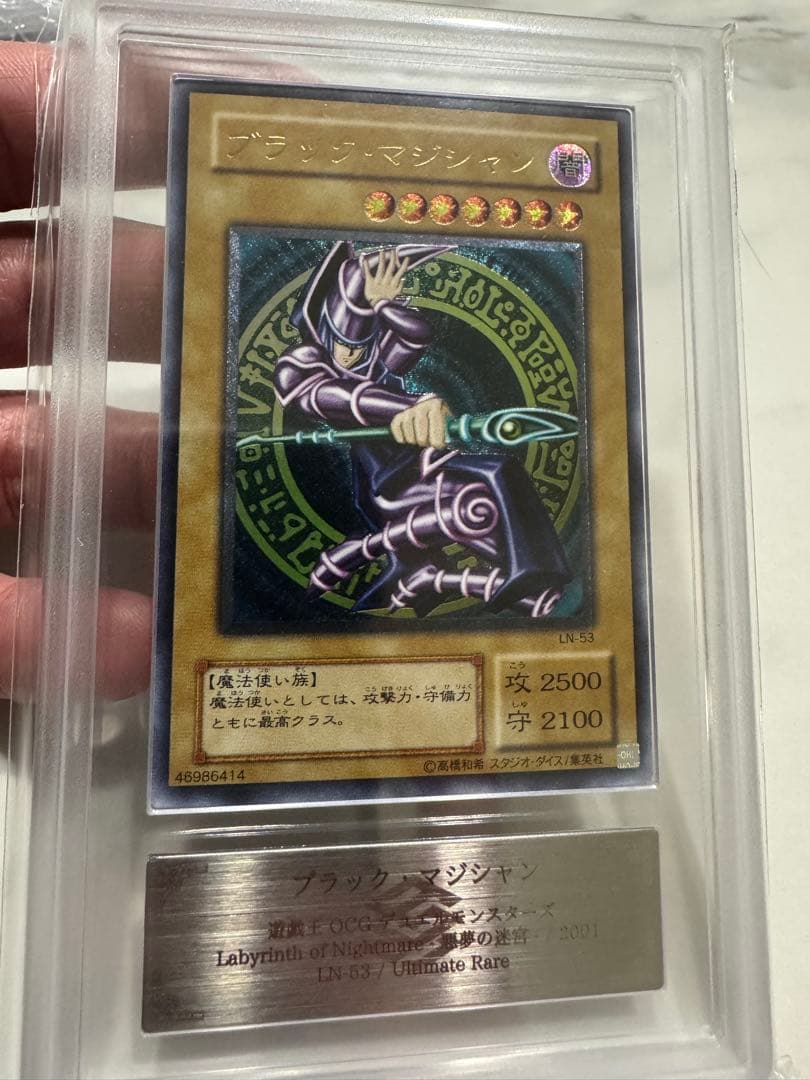 ブラック・マジシャン
闇
LN-53
【魔法使い族】
魔法使いとしては、攻撃力・守備力
ともに最高クラス。
攻 2500
守 2100
46986414
©高橋和希 スタジオ・ダイス/集英社
ブラック・マジシャン
遊戯王 OCG デュエルモンスターズ
Labyrinth of Nightmare -悪夢の迷宮- / 2001
LN-53 / Ultimate Rare